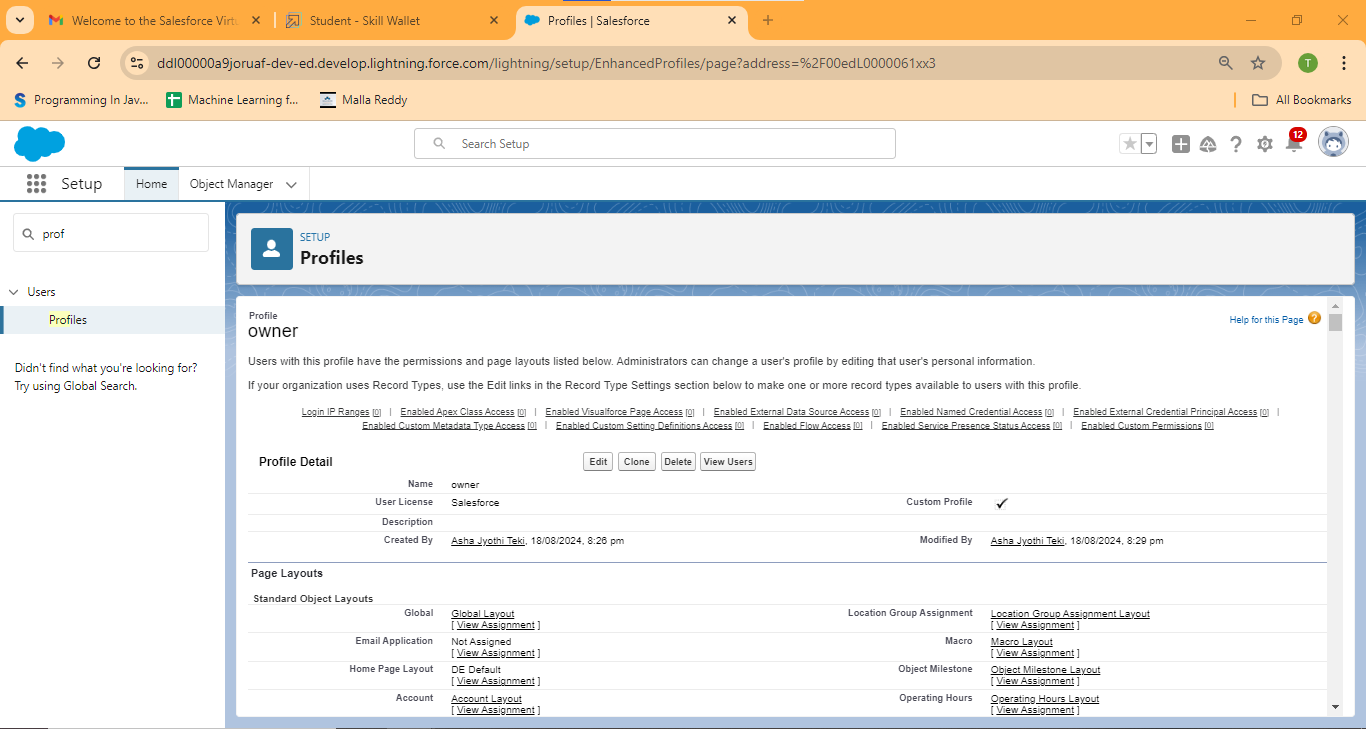 Welcome to the Salesforce Virtu
Student - Skill Wallet
Profiles | Salesforce
ddl00000a9joruaf-dev-ed.develop.lightning.force.com/lightning/setup/EnhancedProfiles/page?address=%2F00edL0000061xx3
T
Programming In Jav...
Machine Learning f...
Malla Reddy
All Bookmarks
Search Setup
12
Setup
Home
Object Manager
prof
Users
Profiles
Didn't find what you're looking for?
Try using Global Search.
SETUP
Profiles
Profile
owner
Help for this Page
Users with this profile have the permissions and page layouts listed below. Administrators can change a user's profile by editing that user's personal information.
If your organization uses Record Types, use the Edit links in the Record Type Settings section below to make one or more record types available to users with this profile.
Login IP Ranges [0] | Enabled Apex Class Access [0] | Enabled Visualforce Page Access [0] | Enabled External Data Source Access [0] | Enabled Named Credential Access [0] | Enabled External Credential Principal Access [0] |
Enabled Custom Metadata Type Access [0] | Enabled Custom Setting Definitions Access [0] | Enabled Flow Access [0] | Enabled Service Presence Status Access [0] | Enabled Custom Permissions [0]
Profile Detail Edit Clone Delete View Users
Name owner
User License Salesforce Custom Profile ✓
Description
Created By Asha Jyothi Teki, 18/08/2024, 8:26 pm Modified By Asha Jyothi Teki, 18/08/2024, 8:29 pm
Page Layouts
Standard Object Layouts
Global Global Layout Location Group Assignment Location Group Assignment Layout
[ View Assignment ] [ View Assignment ]
Email Application Not Assigned Macro Macro Layout
[ View Assignment ] [ View Assignment ]
Home Page Layout DE Default Object Milestone Object Milestone Layout
[ View Assignment ] [ View Assignment ]
Account Account Layout Operating Hours Operating Hours Layout
[ View Assignment ] [ View Assignment ]